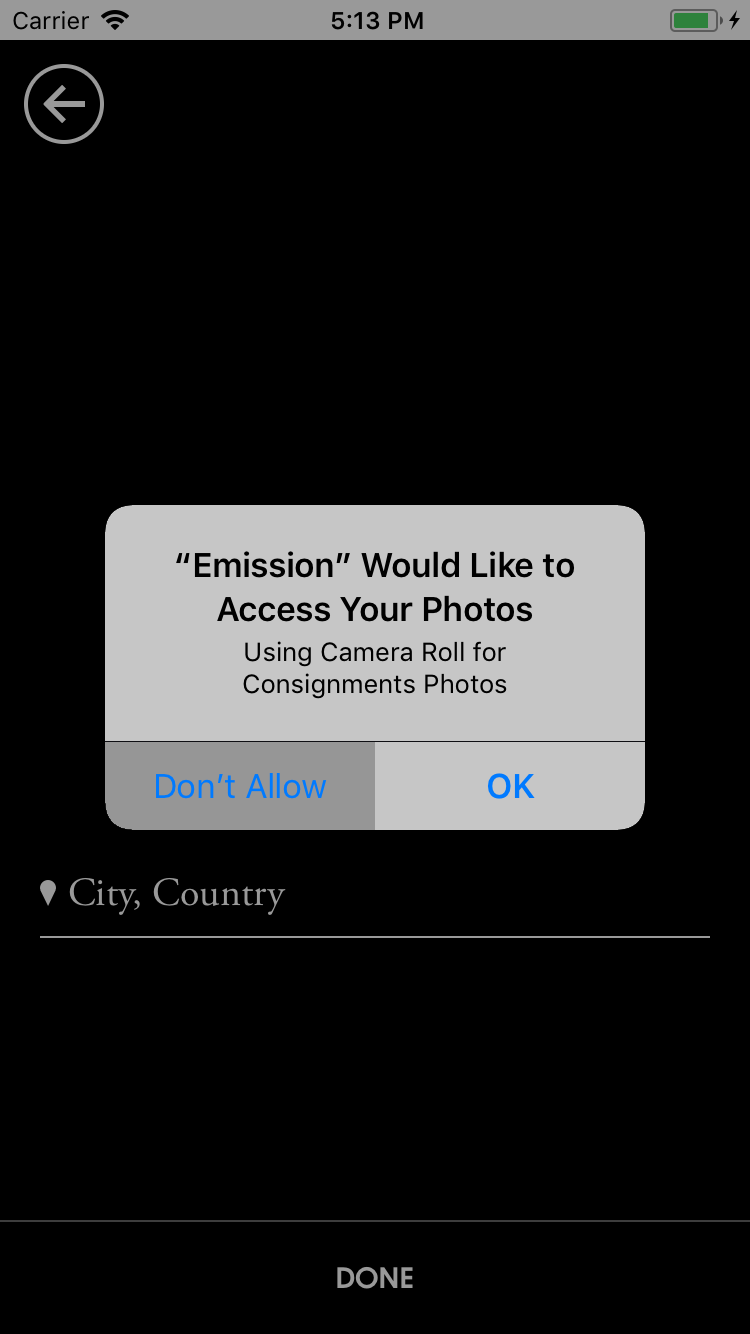 Carrier 5:13 PM
“Emission” Would Like to
Access Your Photos
Using Camera Roll for
Consignments Photos
Don’t Allow OK
City, Country
DONE